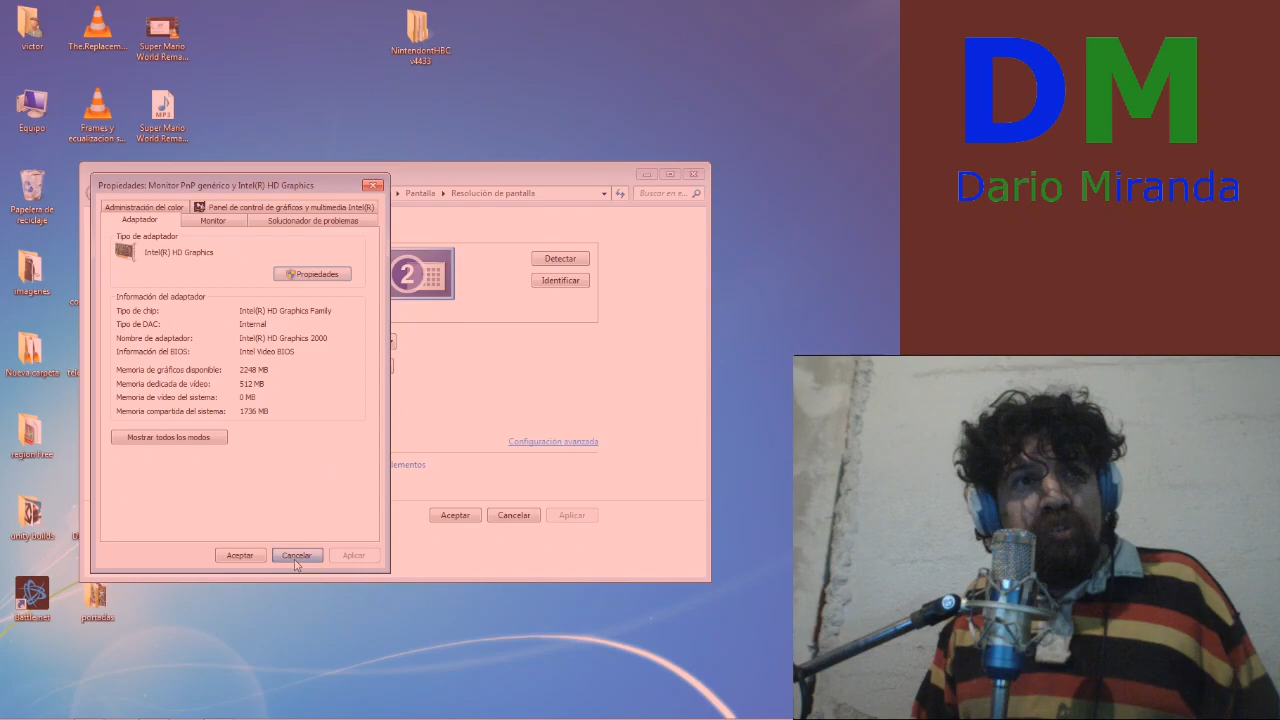 victor
The.Replacem...
Super Mario
World Rema...
NintendontHBC
v4433
Equipo
Frames y
ecualizacion s...
MP3
Super Mario
World Rema...
Papelera de
reciclaje
imagenes
Nueva carpeta
region Free
unity builds
Battle.net
portadas
Propiedades: Monitor PnP genérico y Intel(R) HD Graphics
Administración del color
Panel de control de gráficos y multimedia Intel(R)
Adaptador
Monitor
Solucionador de problemas
Tipo de adaptador
Intel(R) HD Graphics
Propiedades
Información del adaptador
Tipo de chip: Intel(R) HD Graphics Family
Tipo de DAC: Internal
Nombre de adaptador: Intel(R) HD Graphics 2000
Información del BIOS: Intel Video BIOS
Memoria de gráficos disponible: 2248 MB
Memoria dedicada de vídeo: 512 MB
Memoria de vídeo del sistema: 0 MB
Memoria compartida del sistema: 1736 MB
Mostrar todos los modos
Aceptar
Cancelar
Aplicar
Pantalla
Resolución de pantalla
Buscar en e...
2
Detectar
Identificar
Configuración avanzada
lementos
Aceptar
Cancelar
Aplicar
DM
Dario Miranda